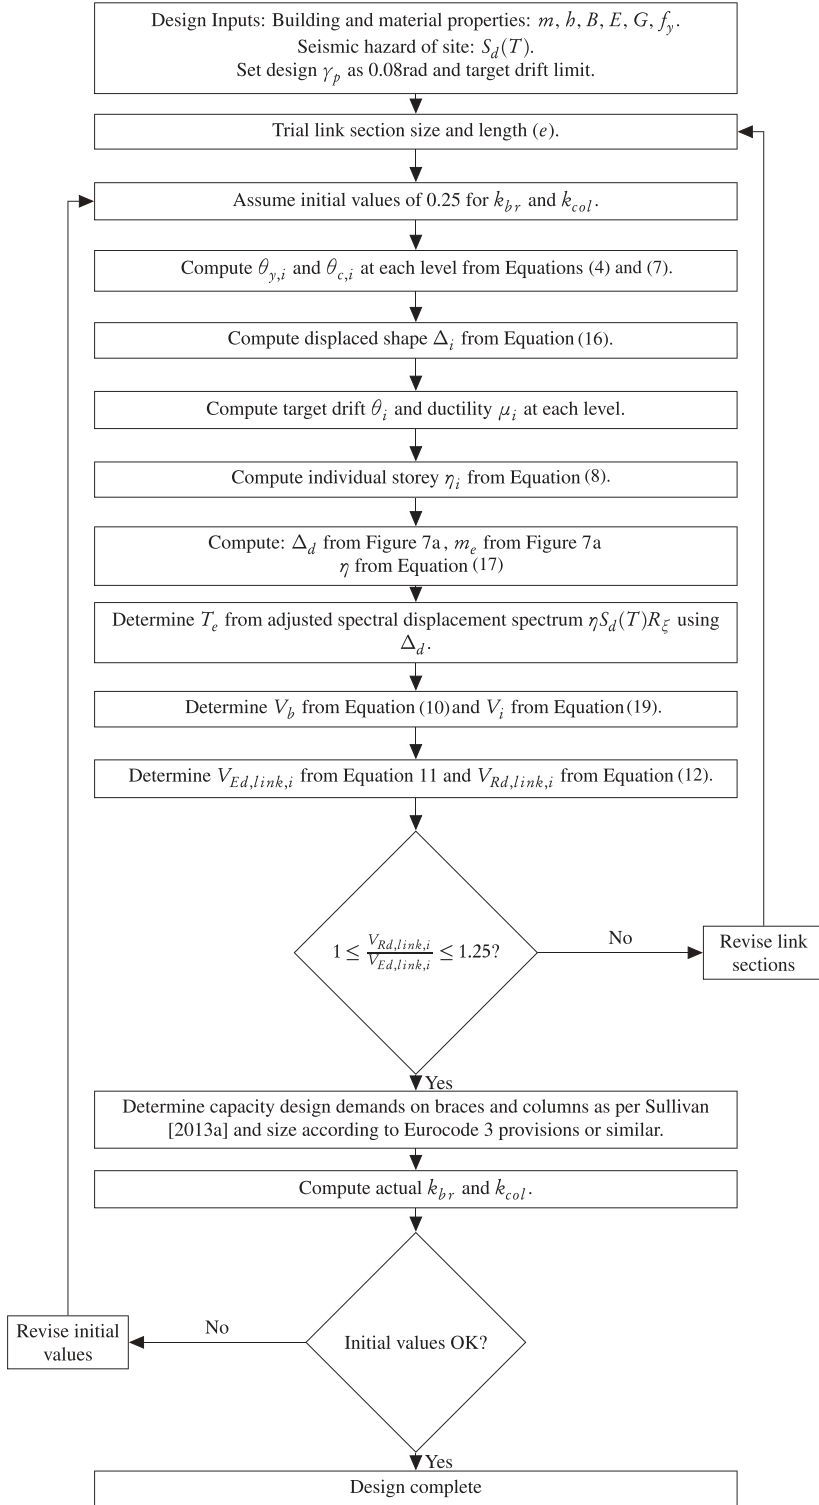 Design Inputs: Building and material properties: m, h, B, E, G, f_y.
Seismic hazard of site: S_d(T).
Set design γ_p as 0.08rad and target drift limit.
Trial link section size and length (e).
Assume initial values of 0.25 for k_br and k_col.
Compute θ_y,i and θ_c,i at each level from Equations (4) and (7).
Compute displaced shape Δ_i from Equation (16).
Compute target drift θ_i and ductility μ_i at each level.
Compute individual storey η_i from Equation (8).
Compute: Δ_d from Figure 7a, m_e from Figure 7a
η from Equation (17)
Determine T_e from adjusted spectral displacement spectrum ηS_d(T)R_ξ using
Δ_d.
Determine V_b from Equation (10) and V_i from Equation (19).
Determine V_Ed,link,i from Equation 11 and V_Rd,link,i from Equation (12).
1 ≤ V_Rd,link,i / V_Ed,link,i ≤ 1.25?
No
Revise link
sections
Yes
Determine capacity design demands on braces and columns as per Sullivan
[2013a] and size according to Eurocode 3 provisions or similar.
Compute actual k_br and k_col.
Initial values OK?
No
Revise initial
values
Yes
Design complete